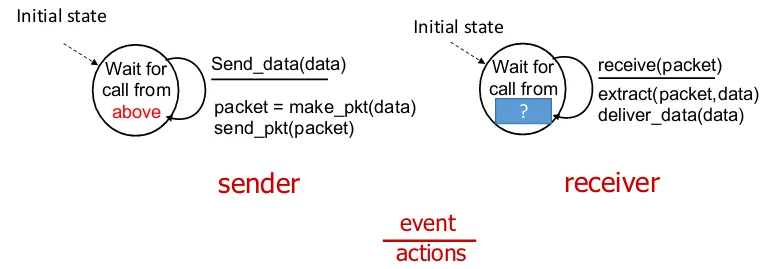 Initial state
Wait for
call from
above
Send_data(data)
packet = make_pkt(data)
send_pkt(packet)
sender
Initial state
Wait for
call from
?
receive(packet)
extract(packet,data)
deliver_data(data)
receiver
event
actions